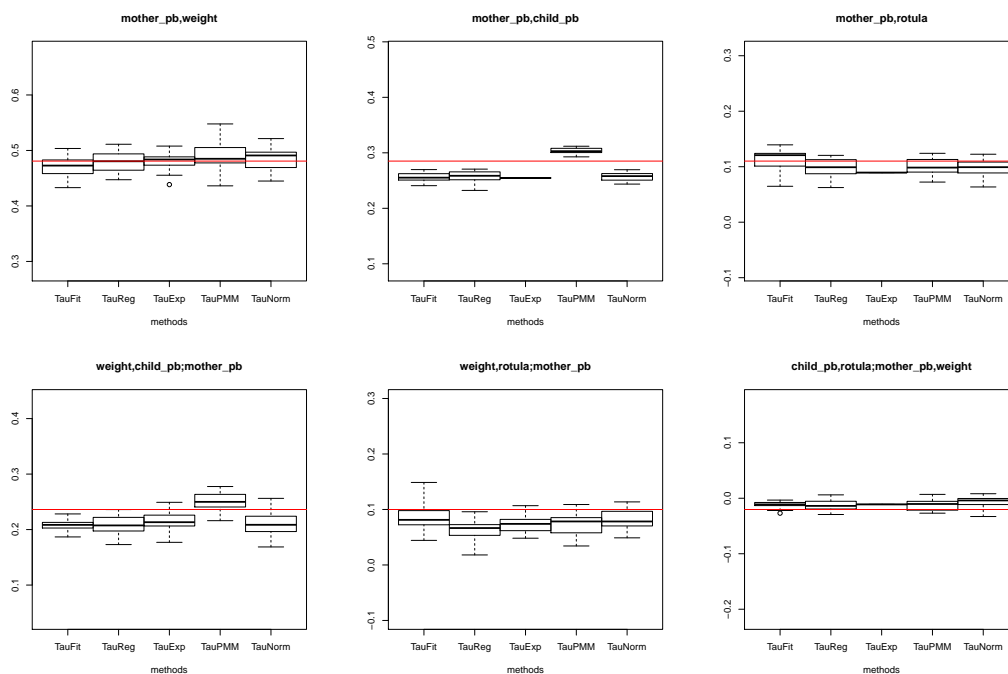 mother_pb,weight
0.6
0.5
0.4
0.3
TauFit TauReg TauExp TauPMM TauNorm
methods
mother_pb,child_pb
0.5
0.4
0.3
0.2
0.1
TauFit TauReg TauExp TauPMM TauNorm
methods
mother_pb,rotula
0.3
0.2
0.1
0.0
−0.1
TauFit TauReg TauExp TauPMM TauNorm
methods
weight,child_pb;mother_pb
0.4
0.3
0.2
0.1
TauFit TauReg TauExp TauPMM TauNorm
methods
weight,rotula;mother_pb
0.3
0.2
0.1
0.0
−0.1
TauFit TauReg TauExp TauPMM TauNorm
methods
child_pb,rotula;mother_pb,weight
0.1
0.0
−0.1
−0.2
TauFit TauReg TauExp TauPMM TauNorm
methods